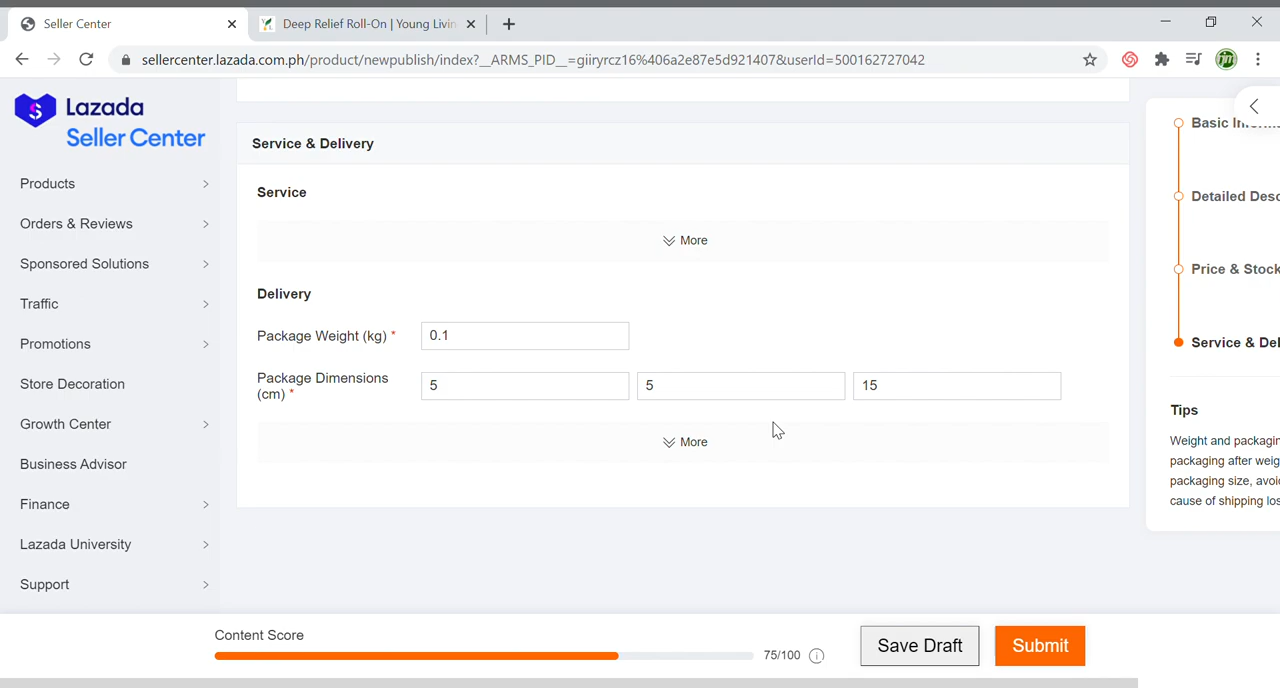 Seller Center
Deep Relief Roll-On | Young Livin
sellercenter.lazada.com.ph/product/newpublish/index?__ARMS_PID__=giiryrcz16%406a2e87e5d921407&userId=500162727042
Lazada
Seller Center
Products
Orders & Reviews
Sponsored Solutions
Traffic
Promotions
Store Decoration
Growth Center
Business Advisor
Finance
Lazada University
Support
Service & Delivery
Service
More
Delivery
Package Weight (kg) *
0.1
Package Dimensions
(cm) *
5
5
15
More
Basic Inform
Detailed Desc
Price & Stock
Service & Del
Tips
Weight and packagin
packaging after weig
packaging size, avoi
cause of shipping los
Content Score
75/100
Save Draft
Submit